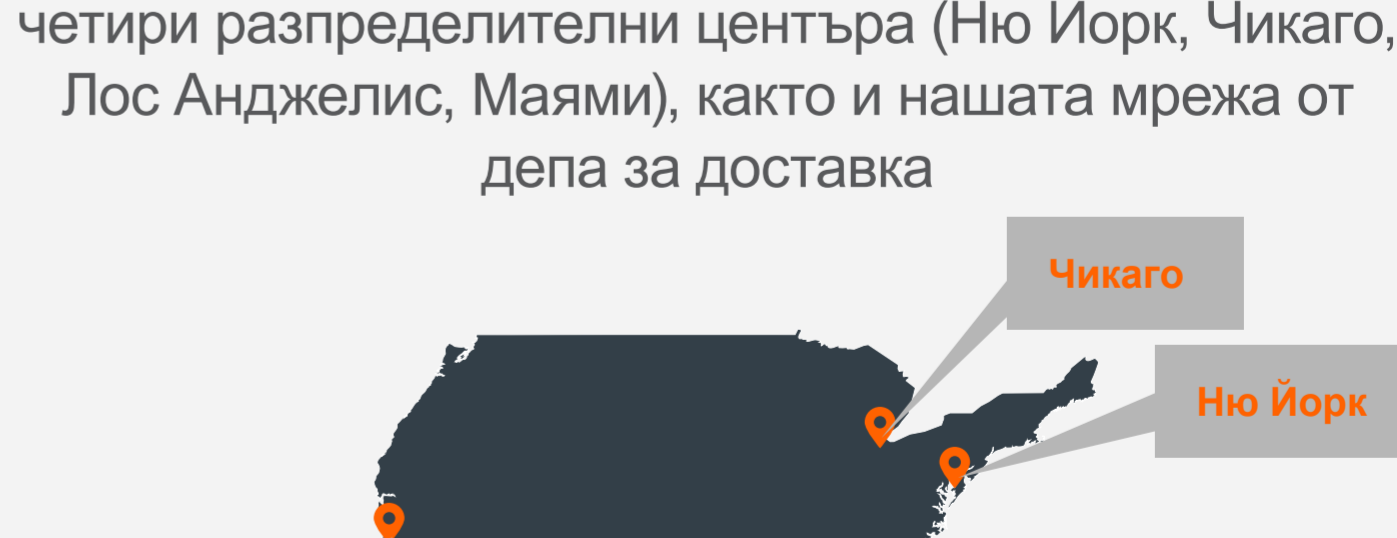 четири разпределителни центъра (Ню Йорк, Чикаго,
Лос Анджелис, Маями), както и нашата мрежа от
депа за доставка
Чикаго
Ню Йорк